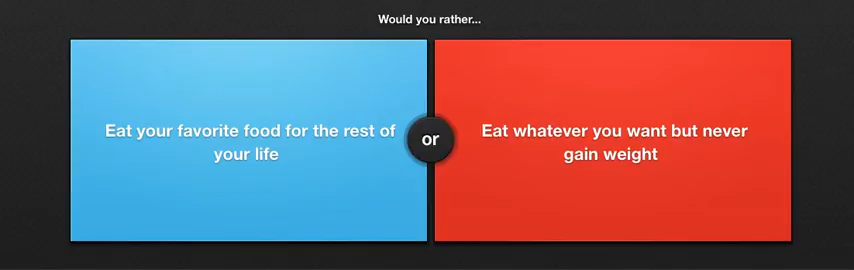 Would you rather...
Eat your favorite food for the rest of
your life
or
Eat whatever you want but never
gain weight